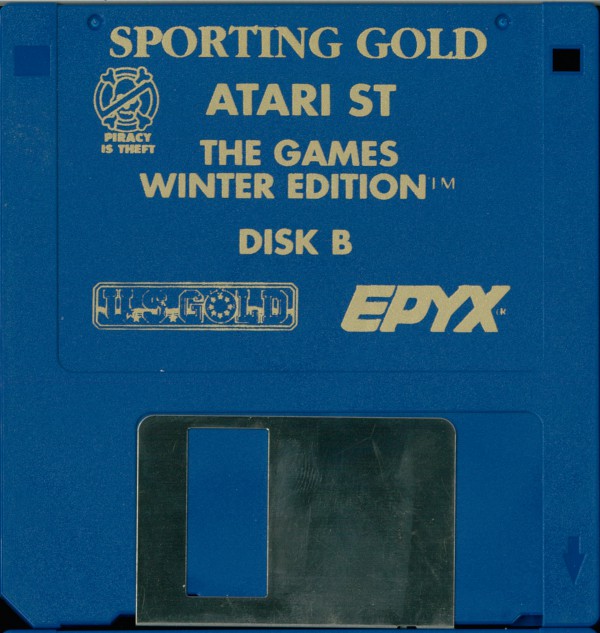 SPORTING GOLD
ATARI ST
PIRACY
IS THEFT
THE GAMES
WINTER EDITION™
DISK B
U.S. GOLD
EPYX®